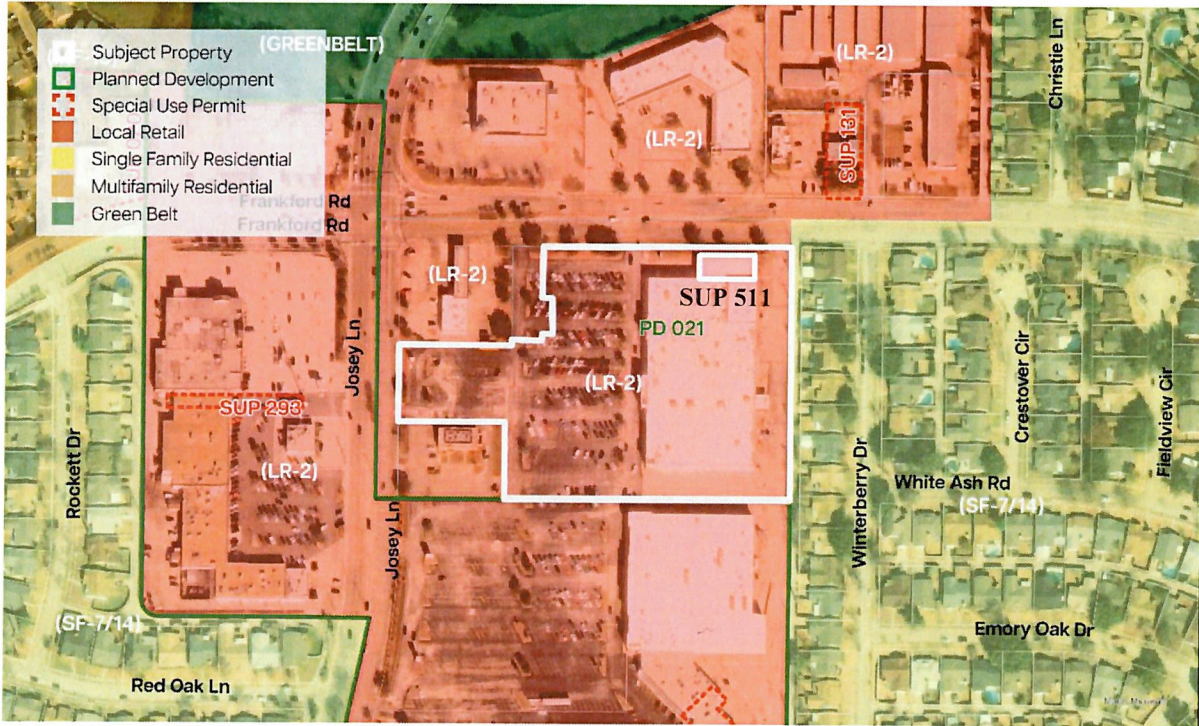 Subject Property
Planned Development
Special Use Permit
Local Retail
Single Family Residential
Multifamily Residential
Green Belt
(GREENBELT)
(LR-2)
Christie Ln
(LR-2)
SUP 131
Frankford Rd
Frankford Rd
(LR-2)
SUP 511
PD 021
Josey Ln
(LR-2)
SUP 293
(LR-2)
Rockett Dr
Crestover Cir
Fieldview Cir
Winterberry Dr
White Ash Rd
(SF-7/14)
Josey Ln
(SF-7/14)
Emory Oak Dr
Red Oak Ln